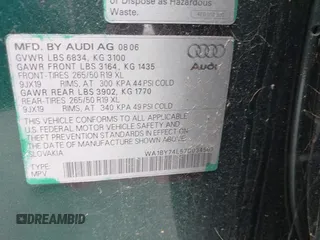 or Dispose as Hazardous
Waste.
MFD. BY AUDI AG 08 06
GVWR LBS 6834, KG 3100
GAWR FRONT LBS 3164, KG 1435
FRONT-TIRES 265/50 R19 XL
9JX19 RIMS, AT 300 KPA 44 PSI COLD
GAWR REAR LBS 3902, KG 1770
REAR-TIRES 265/50 R19 XL
9JX19 RIMS, AT 340 KPA 49 PSI COLD
THIS VEHICLE CONFORMS TO ALL APPLICABLE
FEDERAL MOTOR VEHICLE SAFETY AND
THEFT PREVENTION STANDARDS IN EFFECT
ON THE DATE OF MANUFACTURE SHOWN
ABOVE.
SLOVAKIA
TYPE:
MPV
Audi
DREAMBID